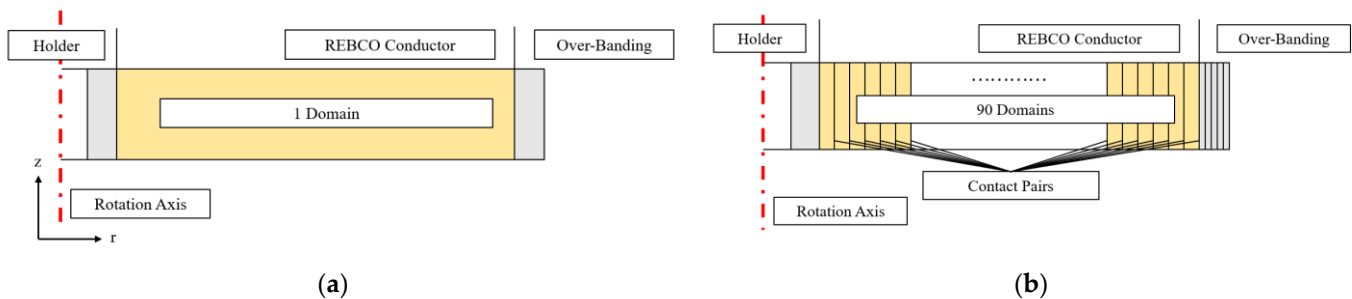 Holder
REBCO Conductor
Over-Banding
1 Domain
z
r
Rotation Axis
(a)
Holder
REBCO Conductor
Over-Banding
............
90 Domains
Contact Pairs
Rotation Axis
(b)